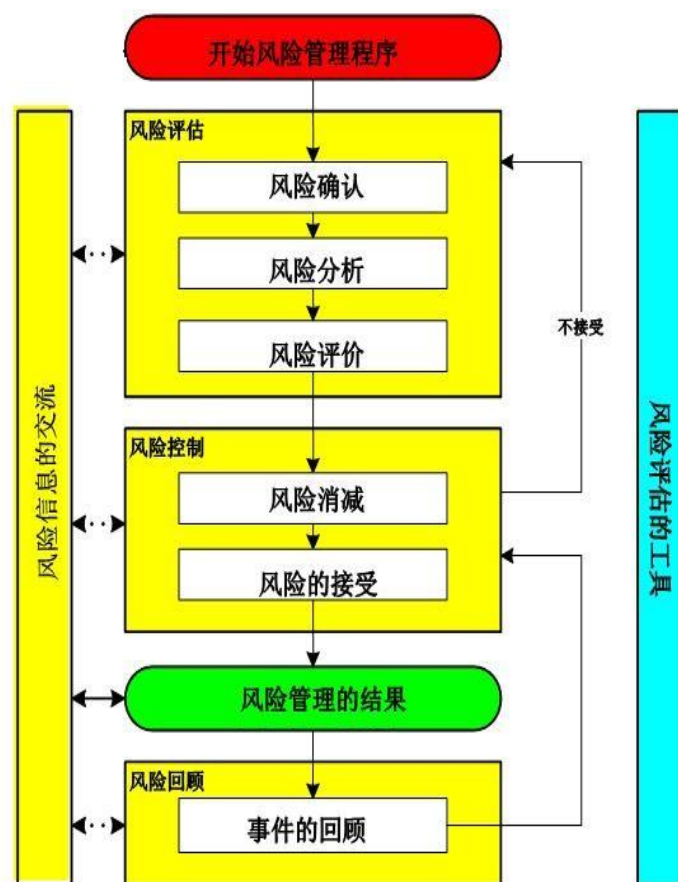 开始风险管理程序
风险评估
风险确认
风险分析
风险评价
不接受
风险控制
风险消减
风险的接受
风险管理的结果
风险回顾
事件的回顾
风险信息的交流
风险评估的工具